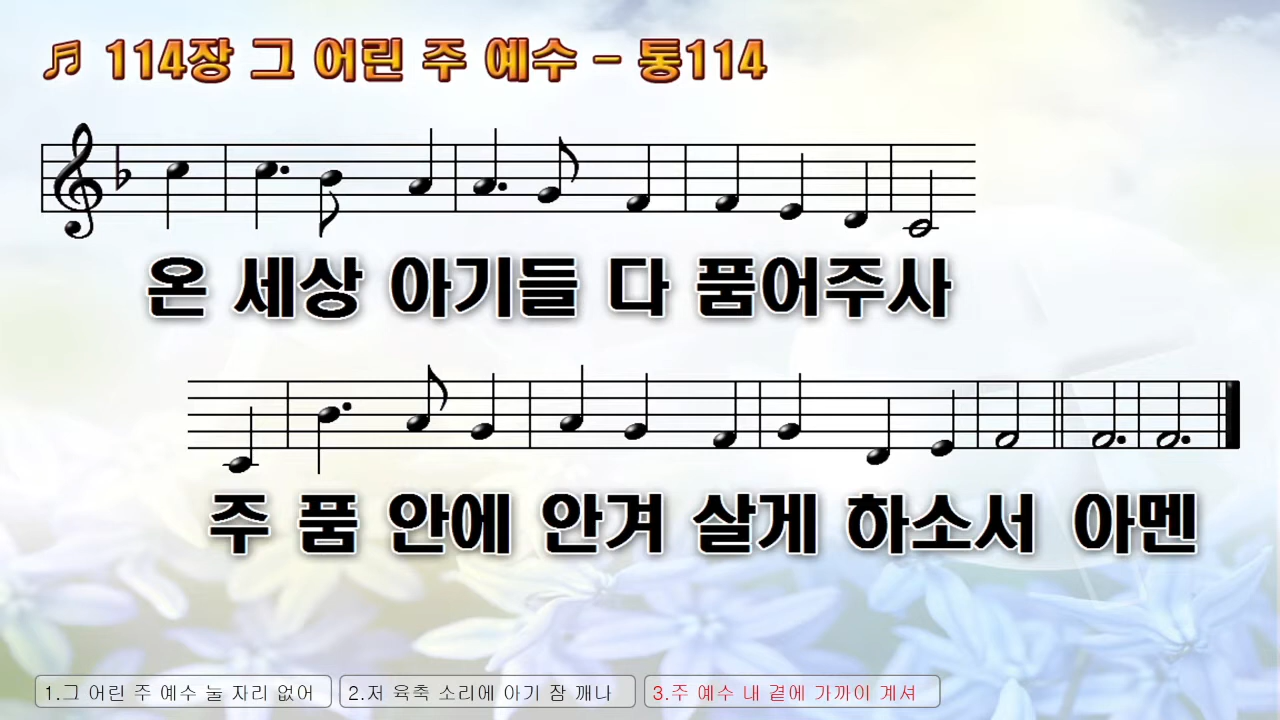 ♬ 114장 그 어린 주 예수 - 통114
온 세상 아기들 다 품어주사
주 품 안에 안겨 살게 하소서 아멘
1.그 어린 주 예수 눌 자리 없어 2.저 육축 소리에 아기 잠 깨나 3.주 예수 내 곁에 가까이 계셔